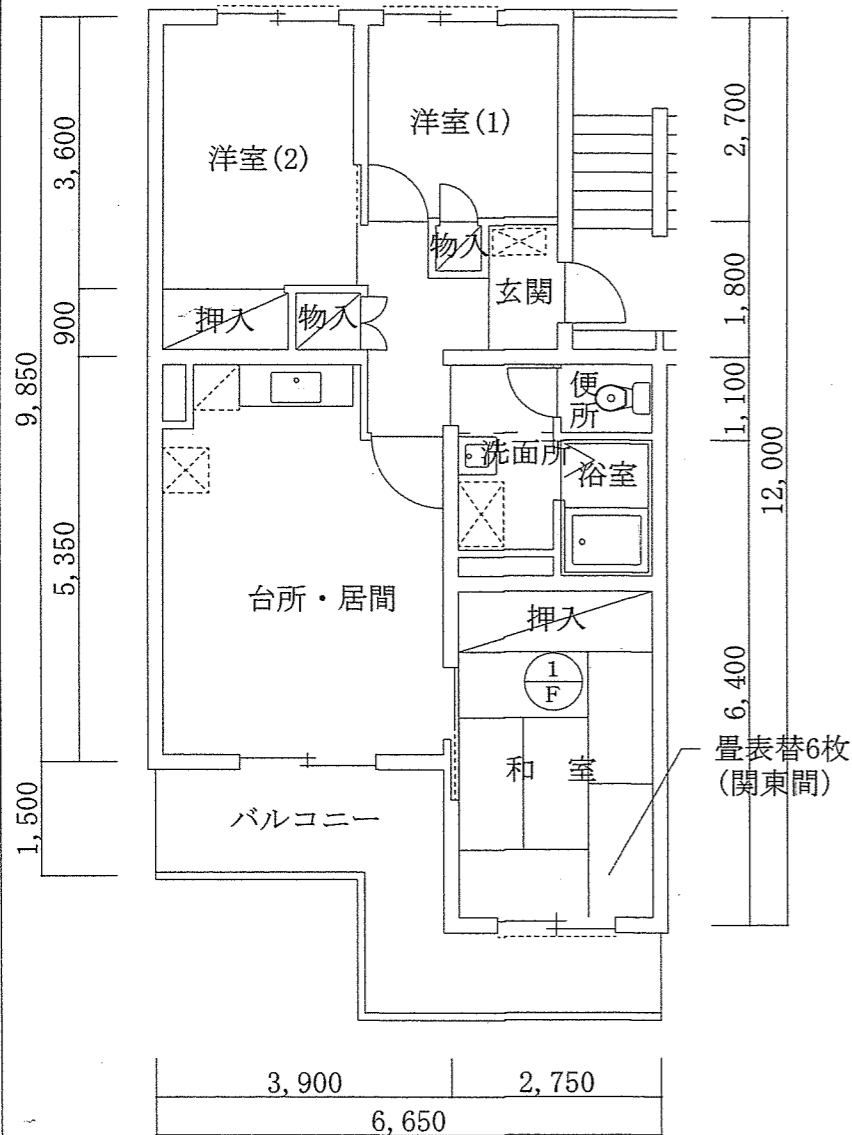 洋室(1)
洋室(2)
物入
玄関
押入
物入
便所
洗面所
浴室
台所・居間
押入
1
F
和 室
畳表替6枚
(関東間)
バルコニー
3,600
900
9,850
5,350
1,500
2,700
1,800
1,100
12,000
6,400
3,900
2,750
6,650